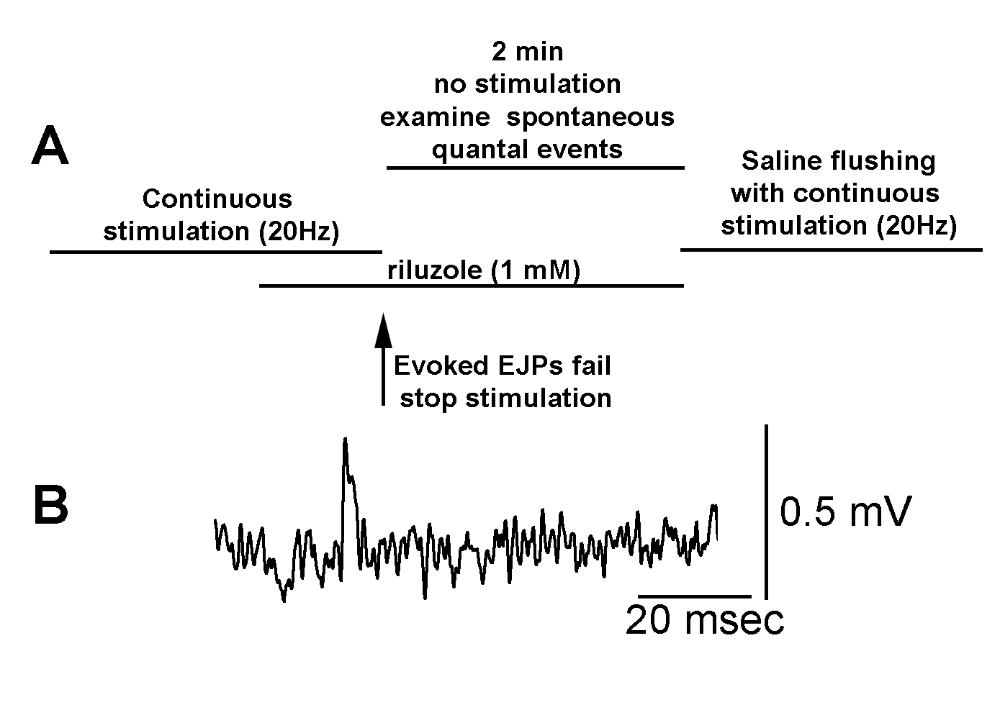 A
2 min
no stimulation
examine spontaneous
quantal events
Continuous
stimulation (20Hz)
Saline flushing
with continuous
stimulation (20Hz)
riluzole (1 mM)
Evoked EJPs fail
stop stimulation
B
0.5 mV
20 msec